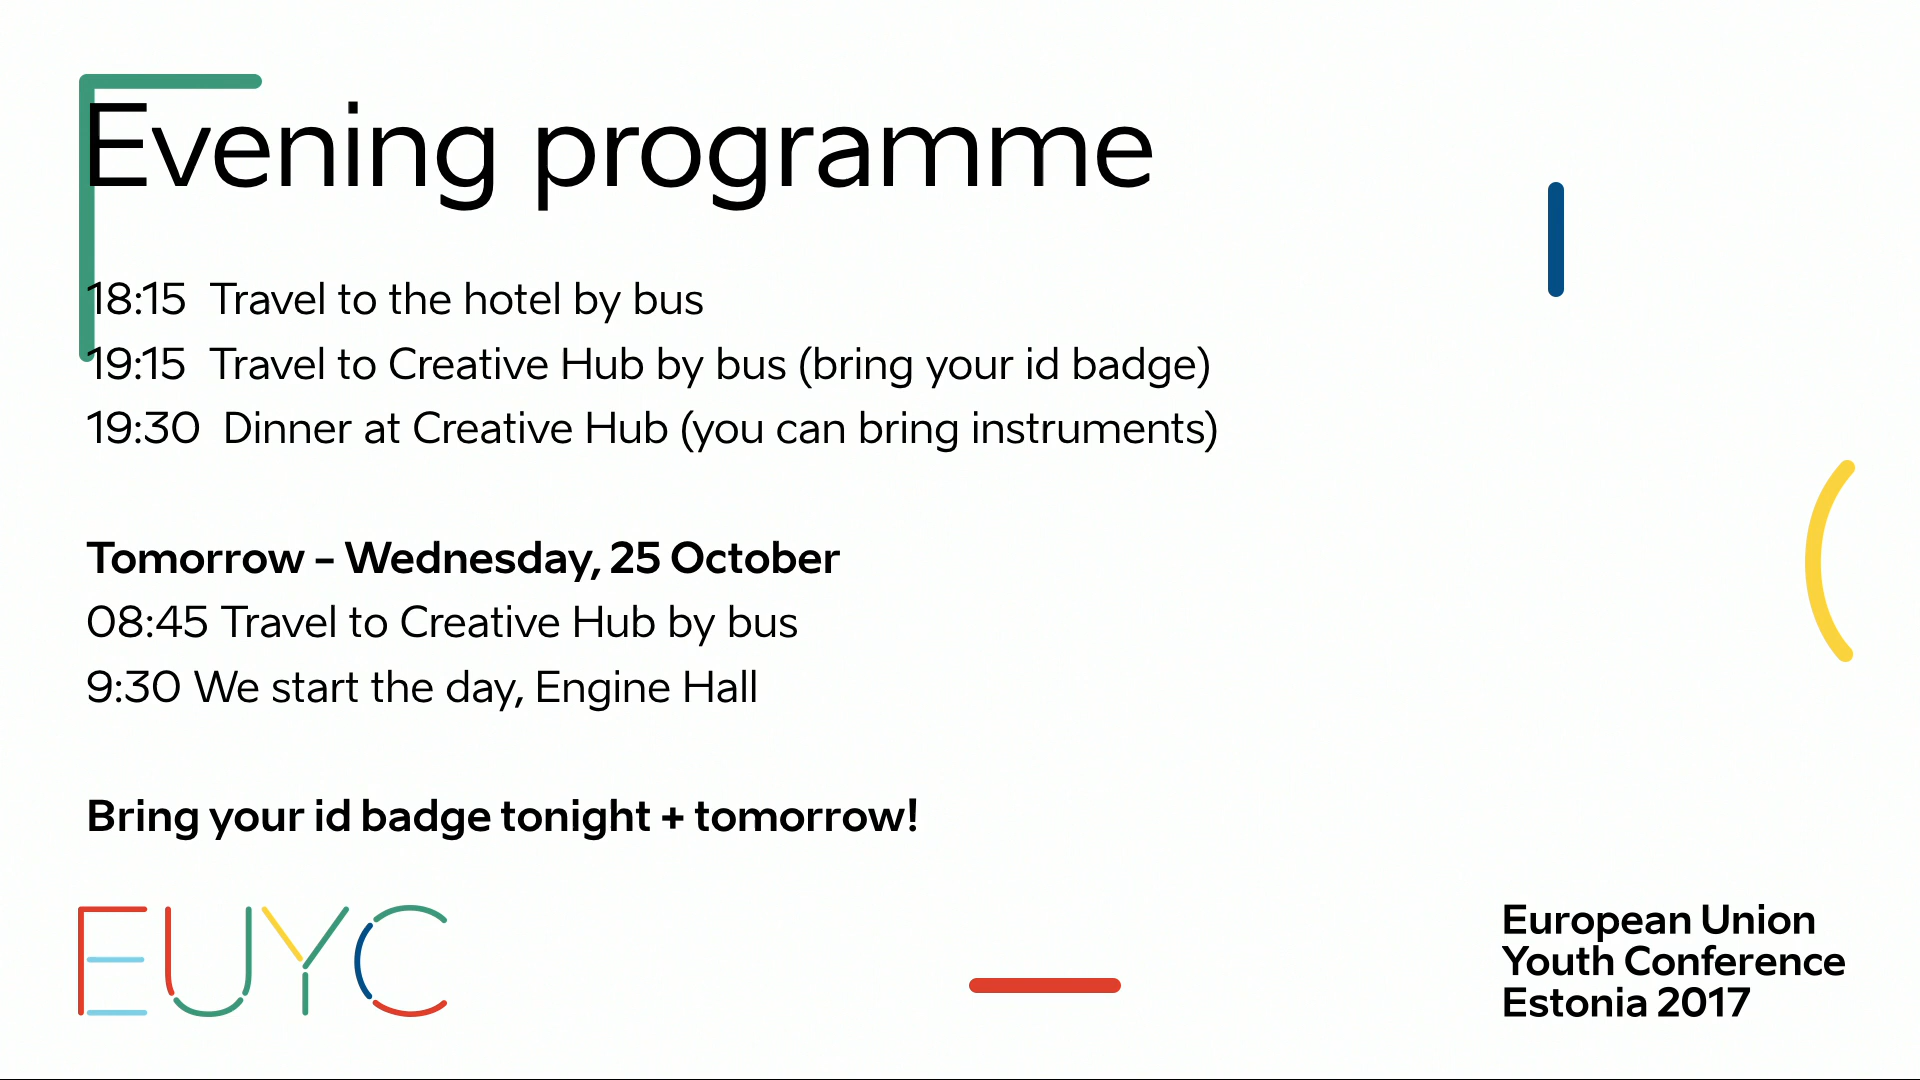 Evening programme
18:15 Travel to the hotel by bus
19:15 Travel to Creative Hub by bus (bring your id badge)
19:30 Dinner at Creative Hub (you can bring instruments)
Tomorrow – Wednesday, 25 October
08:45 Travel to Creative Hub by bus
9:30 We start the day, Engine Hall
Bring your id badge tonight + tomorrow!
EUYC
European Union
Youth Conference
Estonia 2017